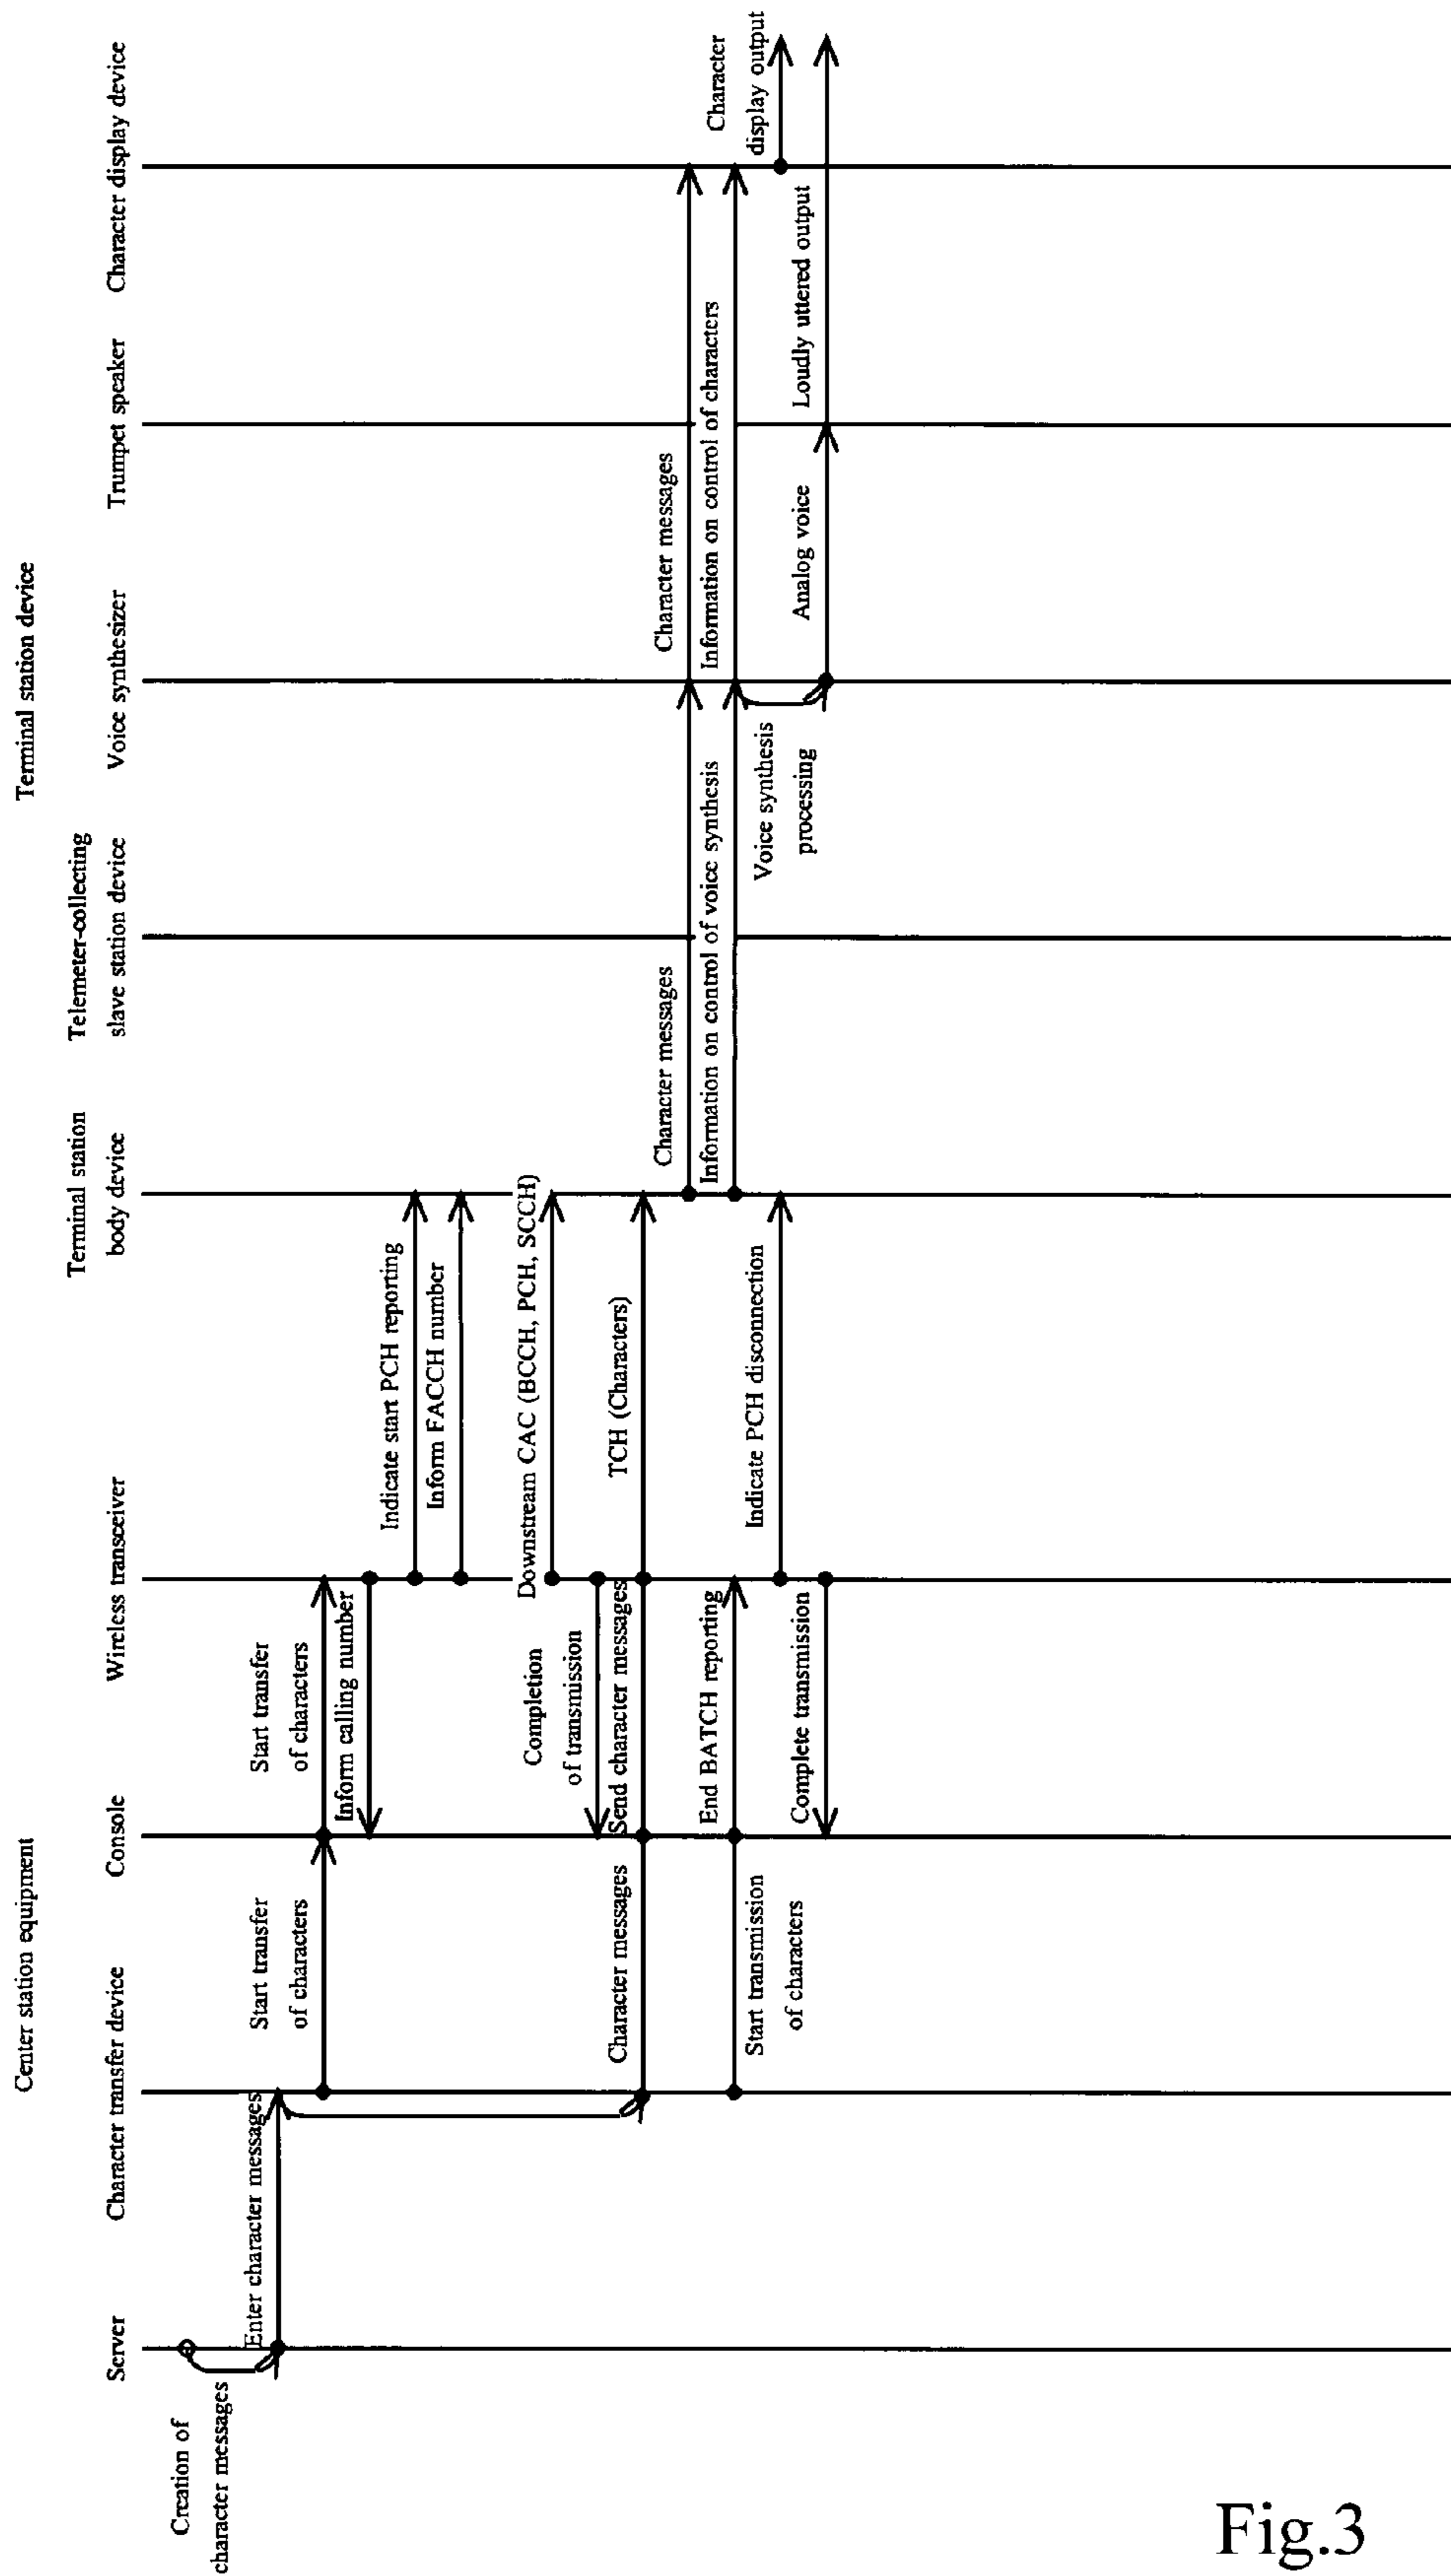 Center station equipment
Terminal station device
Server
Character transfer device
Console
Wireless transceiver
Terminal station
body device
Telemeter-collecting
slave station device
Voice synthesizer
Trumpet speaker
Character display device
Creation of
character messages
Enter character messages
Start transfer
of characters
Start transfer
of characters
Inform calling number
Indicate start PCH reporting
Inform FACCH number
Downstream CAC (BCCH, PCH, SCCH)
Completion
of transmission
Character messages
Send character messages
TCH (Characters)
Character messages
Character messages
Information on control of voice synthesis
Information on control of characters
Start transmission
of characters
End BATCH reporting
Indicate PCH disconnection
Complete transmission
Voice synthesis
processing
Analog voice
Loudly uttered output
Character
display output
Fig.3